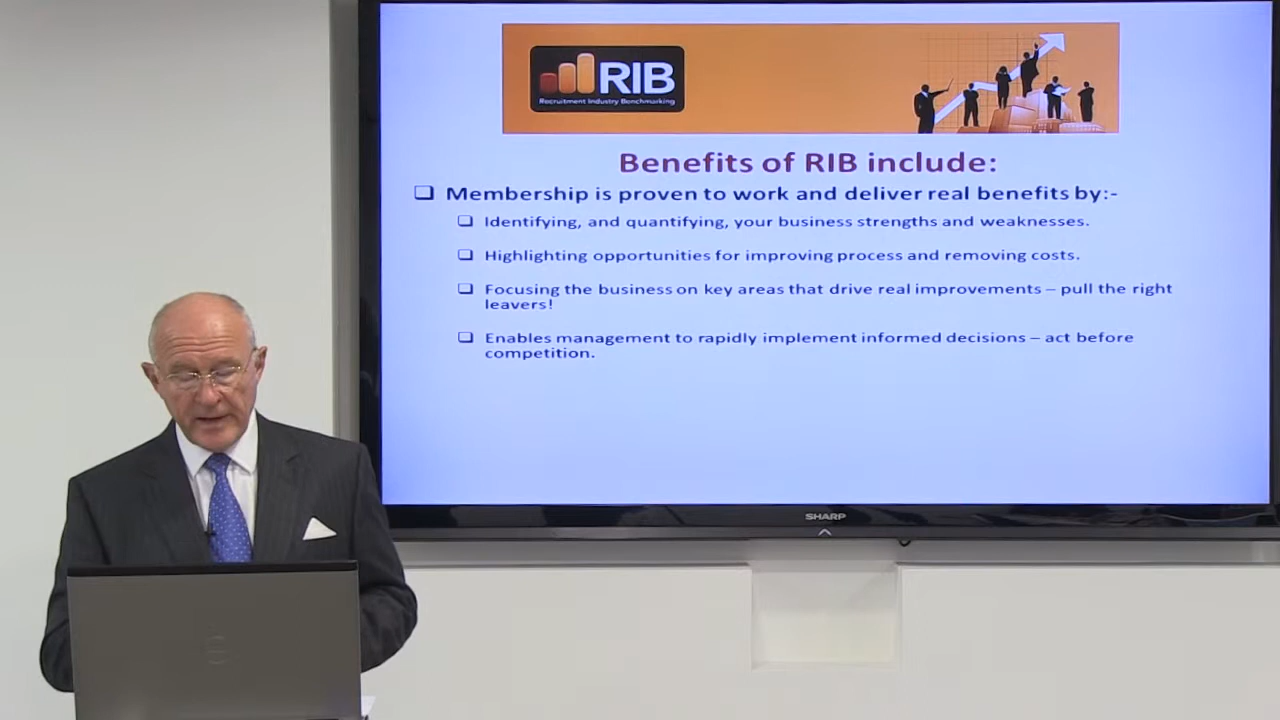 RIB
Recruitment Industry Benchmarking
Benefits of RIB include:
Membership is proven to work and deliver real benefits by:-
Identifying, and quantifying, your business strengths and weaknesses.
Highlighting opportunities for improving process and removing costs.
Focusing the business on key areas that drive real improvements – pull the right
leavers!
Enables management to rapidly implement informed decisions – act before
competition.
SHARP